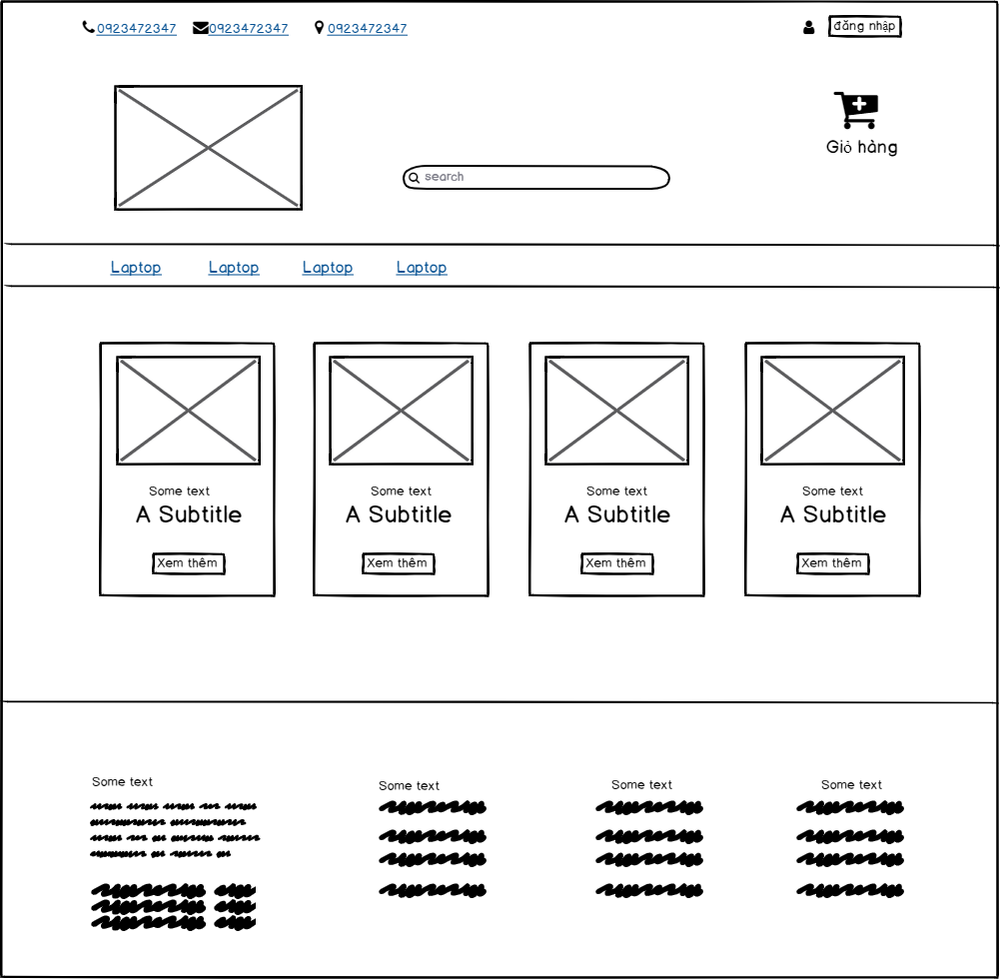 0923472347 0923472347 0923472347 đăng nhập
Giỏ hàng
search
Laptop Laptop Laptop Laptop
Some text Some text Some text Some text
A Subtitle A Subtitle A Subtitle A Subtitle
Xem thêm Xem thêm Xem thêm Xem thêm
Some text Some text Some text Some text